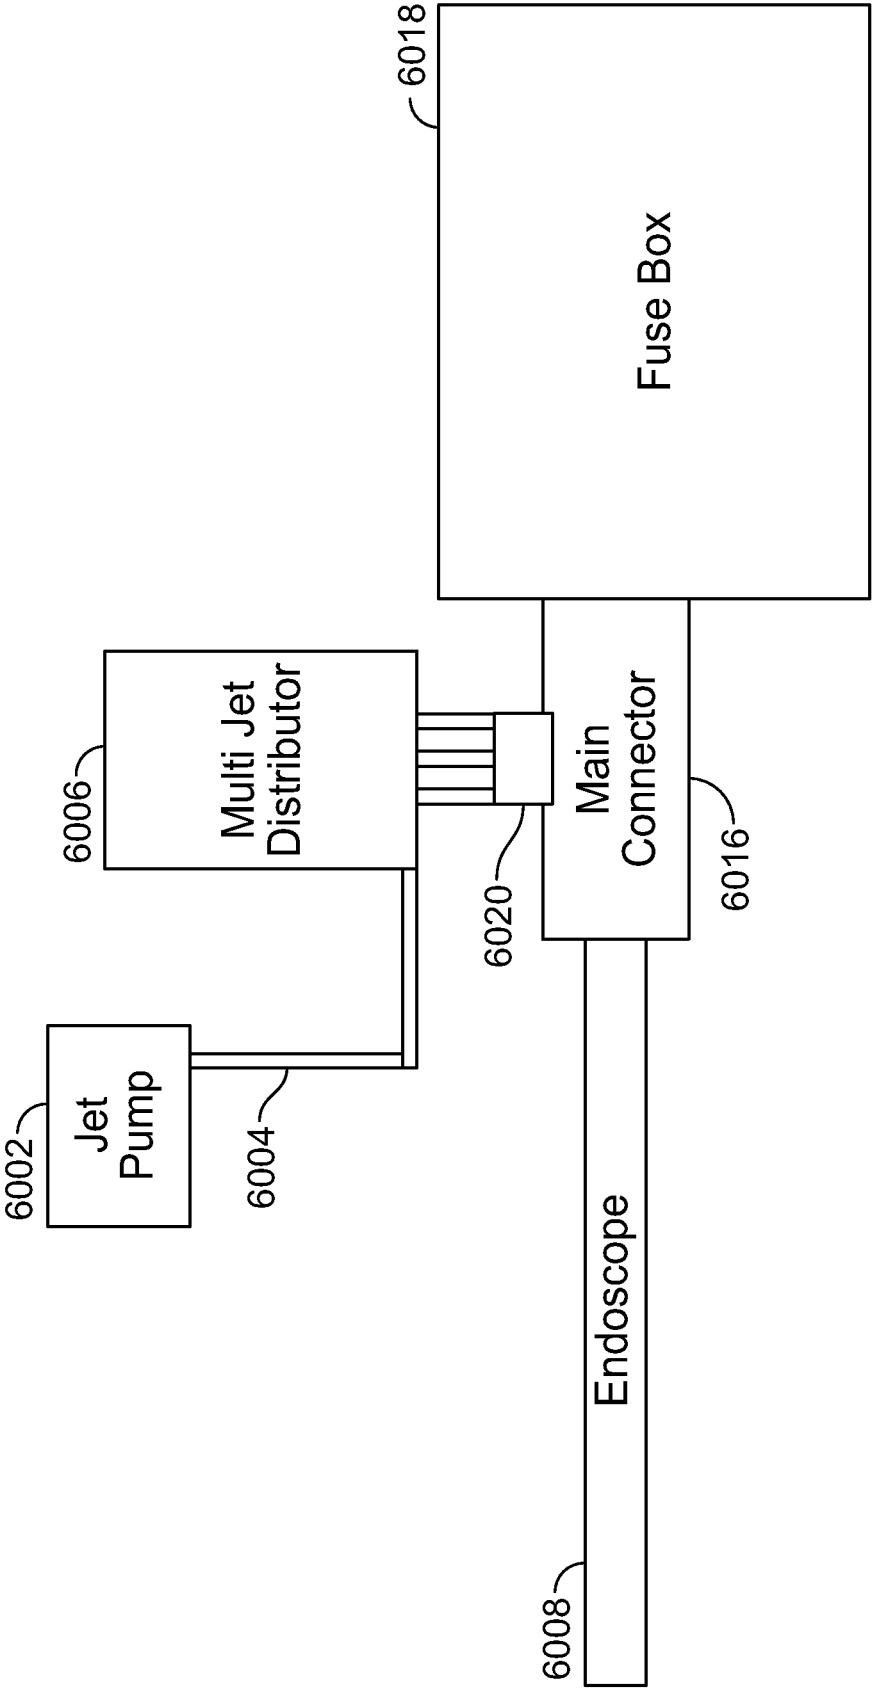 6002
Jet
Pump
6004
6006
Multi Jet
Distributor
6020
6008
Endoscope
Main
Connector
6016
6018
Fuse Box